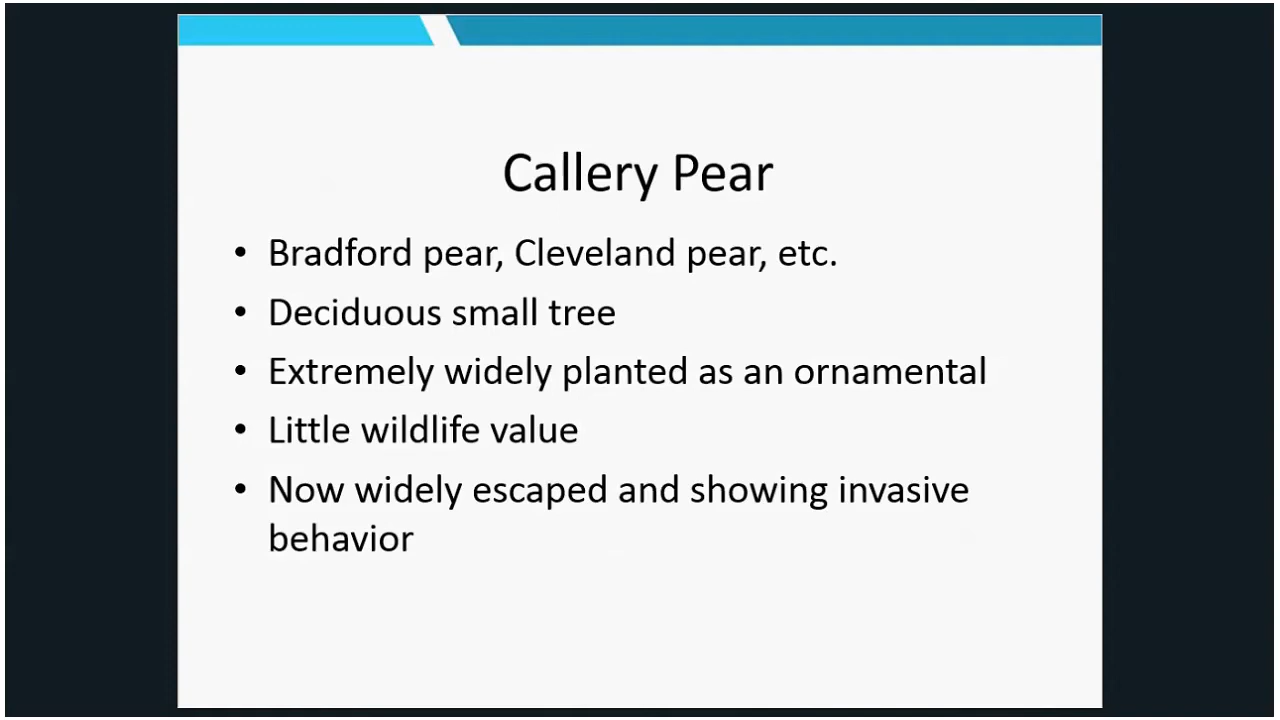 Callery Pear
• Bradford pear, Cleveland pear, etc.
• Deciduous small tree
• Extremely widely planted as an ornamental
• Little wildlife value
• Now widely escaped and showing invasive
behavior